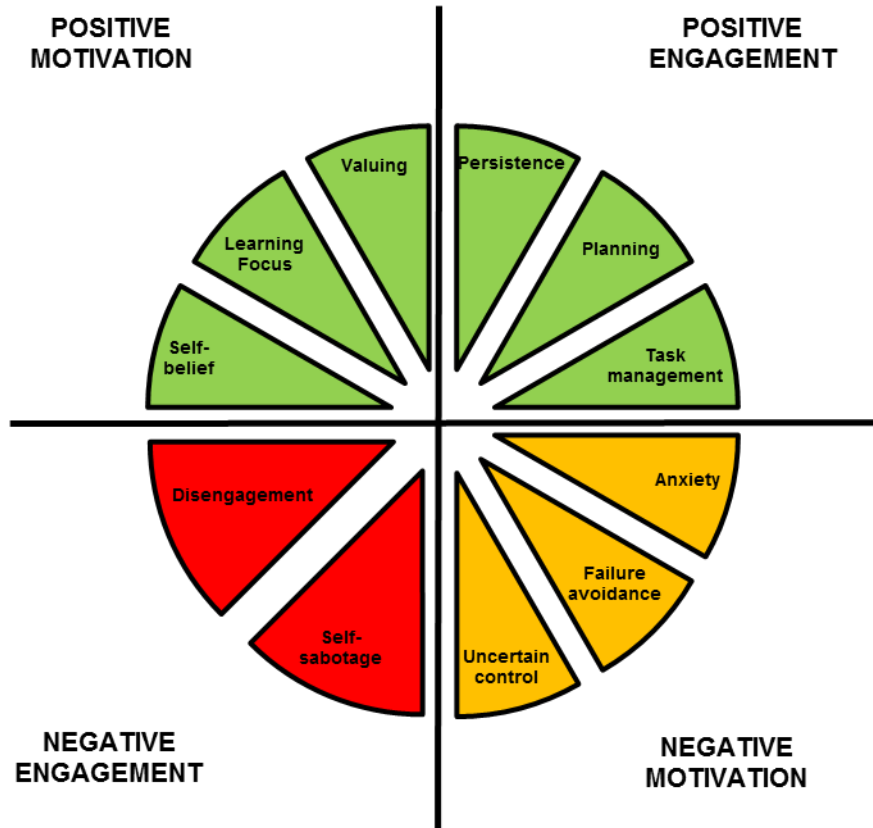 POSITIVE
MOTIVATION
POSITIVE
ENGAGEMENT
Valuing
Persistence
Learning
Focus
Planning
Self-
belief
Task
management
Disengagement
Anxiety
Self-
sabotage
Failure
avoidance
Uncertain
control
NEGATIVE
ENGAGEMENT
NEGATIVE
MOTIVATION